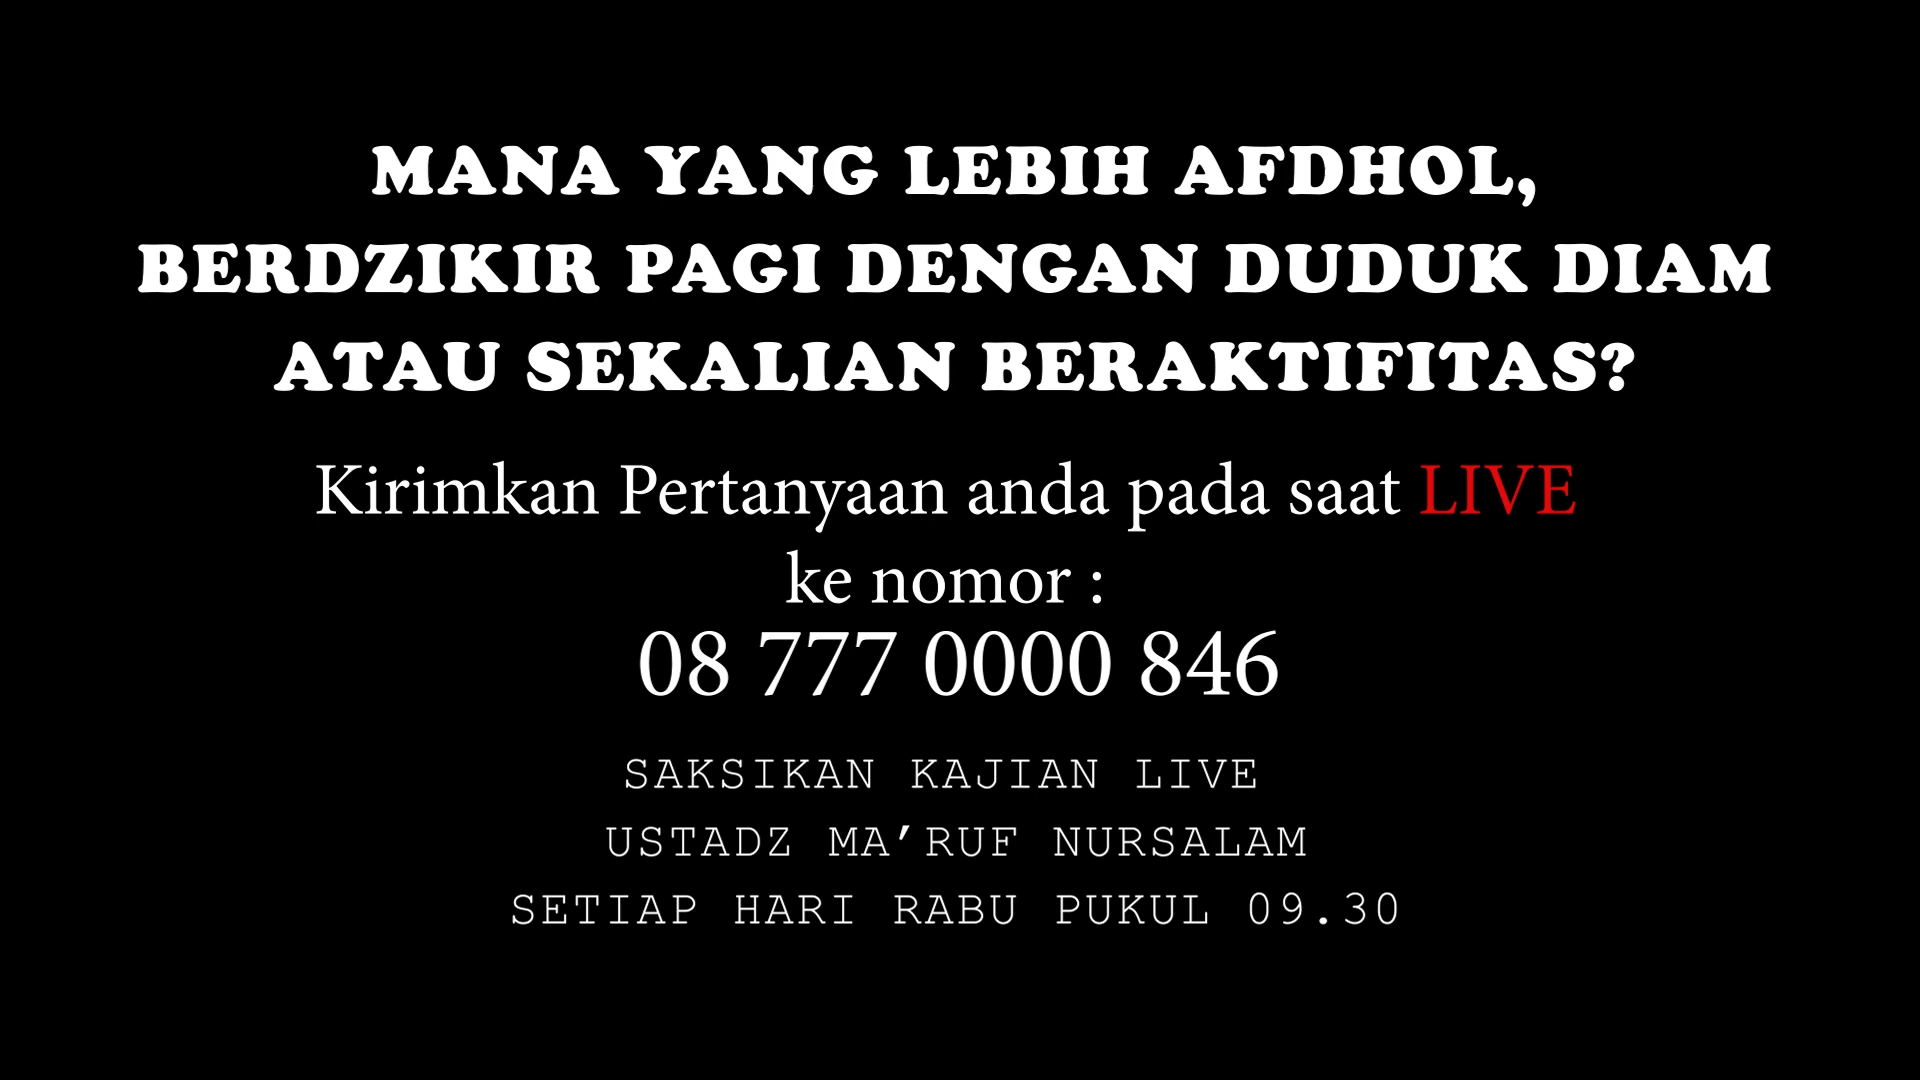 MANA YANG LEBIH AFDHOL,
BERDZIKIR PAGI DENGAN DUDUK DIAM
ATAU SEKALIAN BERAKTIFITAS?
Kirimkan Pertanyaan anda pada saat LIVE
ke nomor :
08 777 0000 846
SAKSIKAN KAJIAN LIVE
USTADZ MA’RUF NURSALAM
SETIAP HARI RABU PUKUL 09.30